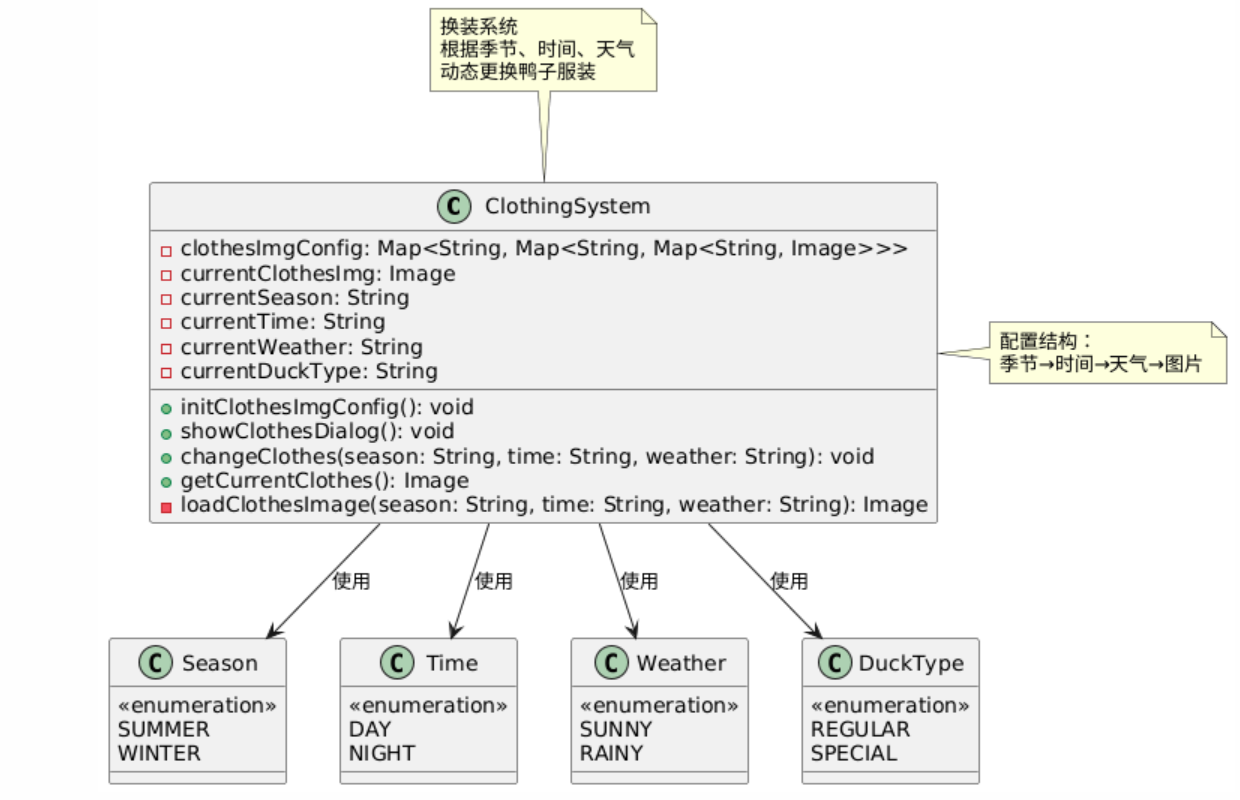 换装系统
根据季节、时间、天气
动态更换鸭子服装
C ClothingSystem
clothesImgConfig: Map<String, Map<String, Map<String, Image>>>
currentClothesImg: Image
currentSeason: String
currentTime: String
currentWeather: String
currentDuckType: String
配置结构：
季节→时间→天气→图片
initClothesImgConfig(): void
showClothesDialog(): void
changeClothes(season: String, time: String, weather: String): void
getCurrentClothes(): Image
loadClothesImage(season: String, time: String, weather: String): Image
使用
使用
使用
使用
C Season
«enumeration»
SUMMER
WINTER
C Time
«enumeration»
DAY
NIGHT
C Weather
«enumeration»
SUNNY
RAINY
C DuckType
«enumeration»
REGULAR
SPECIAL